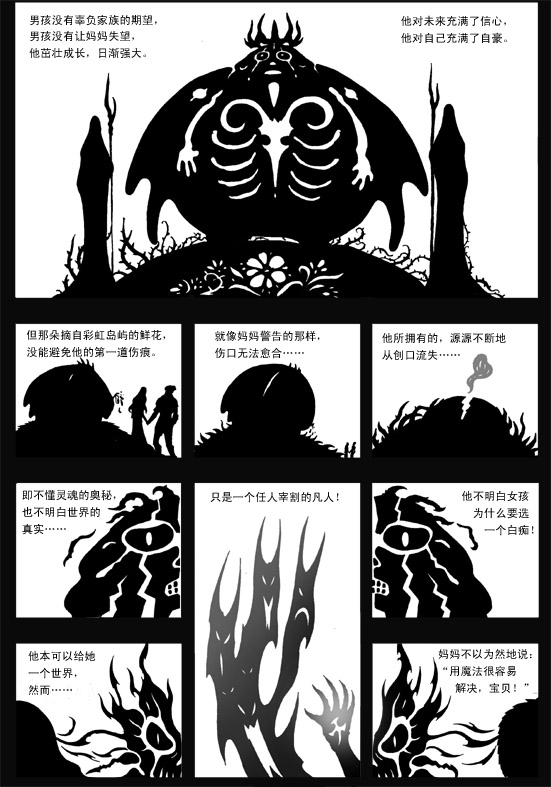 男孩没有辜负家族的期望，
男孩没有让妈妈失望，
他茁壮成长，日渐强大。
他对未来充满了信心，
他对自己充满了自豪。
但那朵摘自彩虹岛屿的鲜花，
没能避免他的第一道伤痕。
就像妈妈警告的那样，
伤口无法愈合……
他所拥有的，源源不断地
从创口流失……
即不懂灵魂的奥秘，
也不明白世界的
真实……
只是一个任人宰割的凡人！
他不明白女孩
为什么要选
一个白痴！
他本可以给她
一个世界，
然而……
妈妈不以为然地说：
“用魔法很容易
解决，宝贝！”